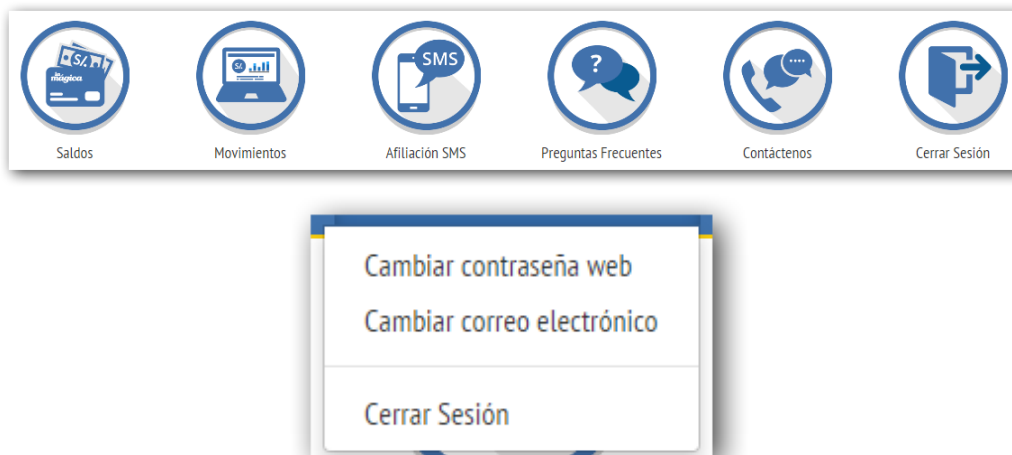 S/.
la
mágica
S/.
SMS
?
Saldos
Movimientos
Afiliación SMS
Preguntas Frecuentes
Contáctenos
Cerrar Sesión
Cambiar contraseña web
Cambiar correo electrónico
Cerrar Sesión